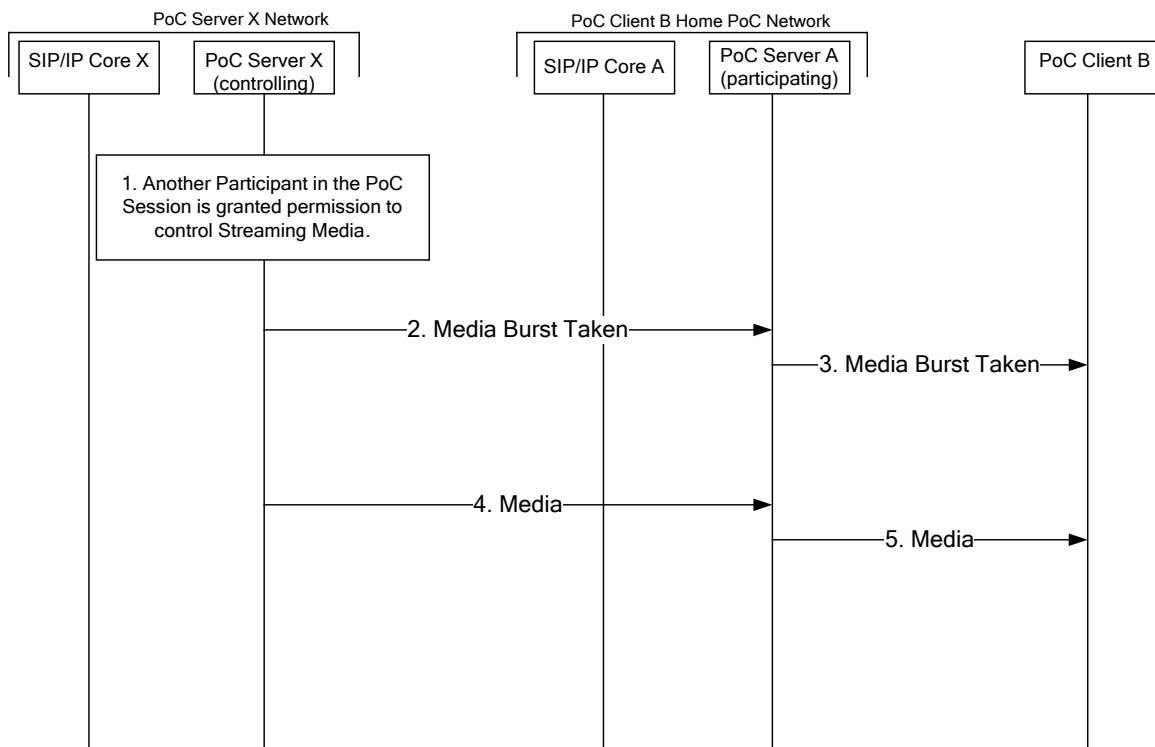 PoC Server X Network
PoC Client B Home PoC Network
SIP/IP Core X
PoC Server X
(controlling)
SIP/IP Core A
PoC Server A
(participating)
PoC Client B
1. Another Participant in the PoC
Session is granted permission to
control Streaming Media.
2. Media Burst Taken
3. Media Burst Taken
4. Media
5. Media